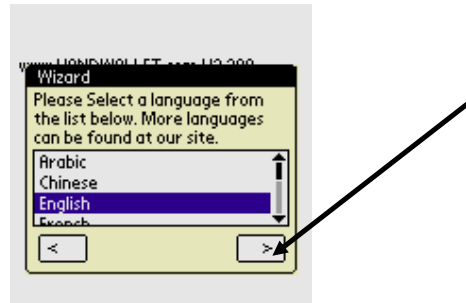 Wizard
Please Select a language from
the list below. More languages
can be found at our site.
Arabic
Chinese
English
French
<
>